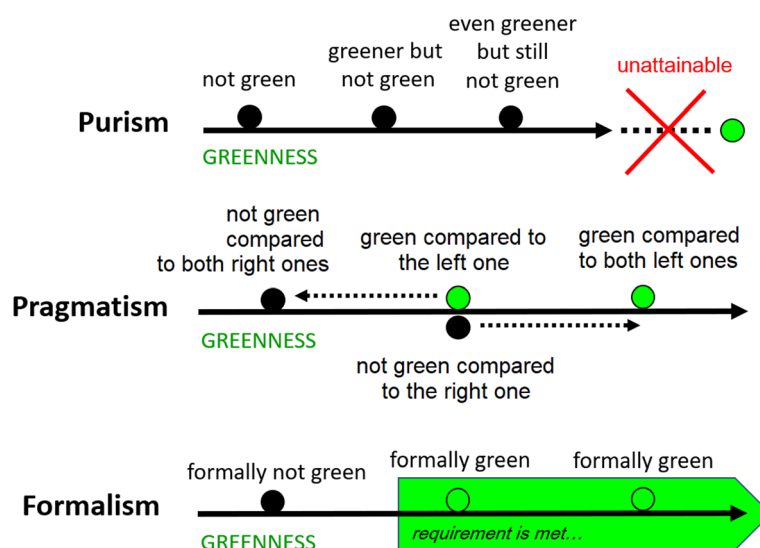 even greener
greener but
but still
not green
not green
not green
unattainable
Purism
GREENNESS
not green
compared
to both right ones
green compared to
the left one
green compared
to both left ones
Pragmatism
GREENNESS
not green compared
to the right one
formally not green
formally green
formally green
Formalism
requirement is met...
GREENNESS